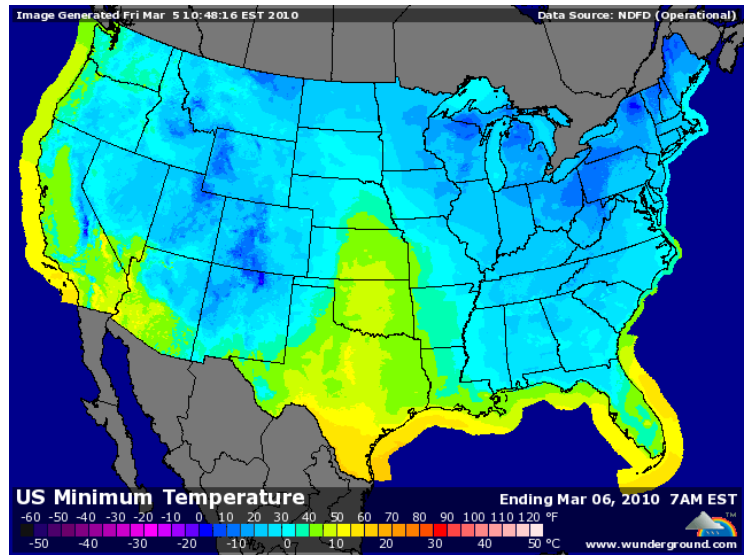 Image Generated Fri Mar 5 10:48:16 EST 2010
Data Source: NDFD (Operational)
US Minimum Temperature
Ending Mar 06, 2010 7AM EST
-60 -50 -40 -30 -20 -10 0 10 20 30 40 50 60 70 80 90 100 110 120 °F
-50 -40 -30 -20 -10 0 10 20 30 40 50 °C
TM
www.wunderground.com